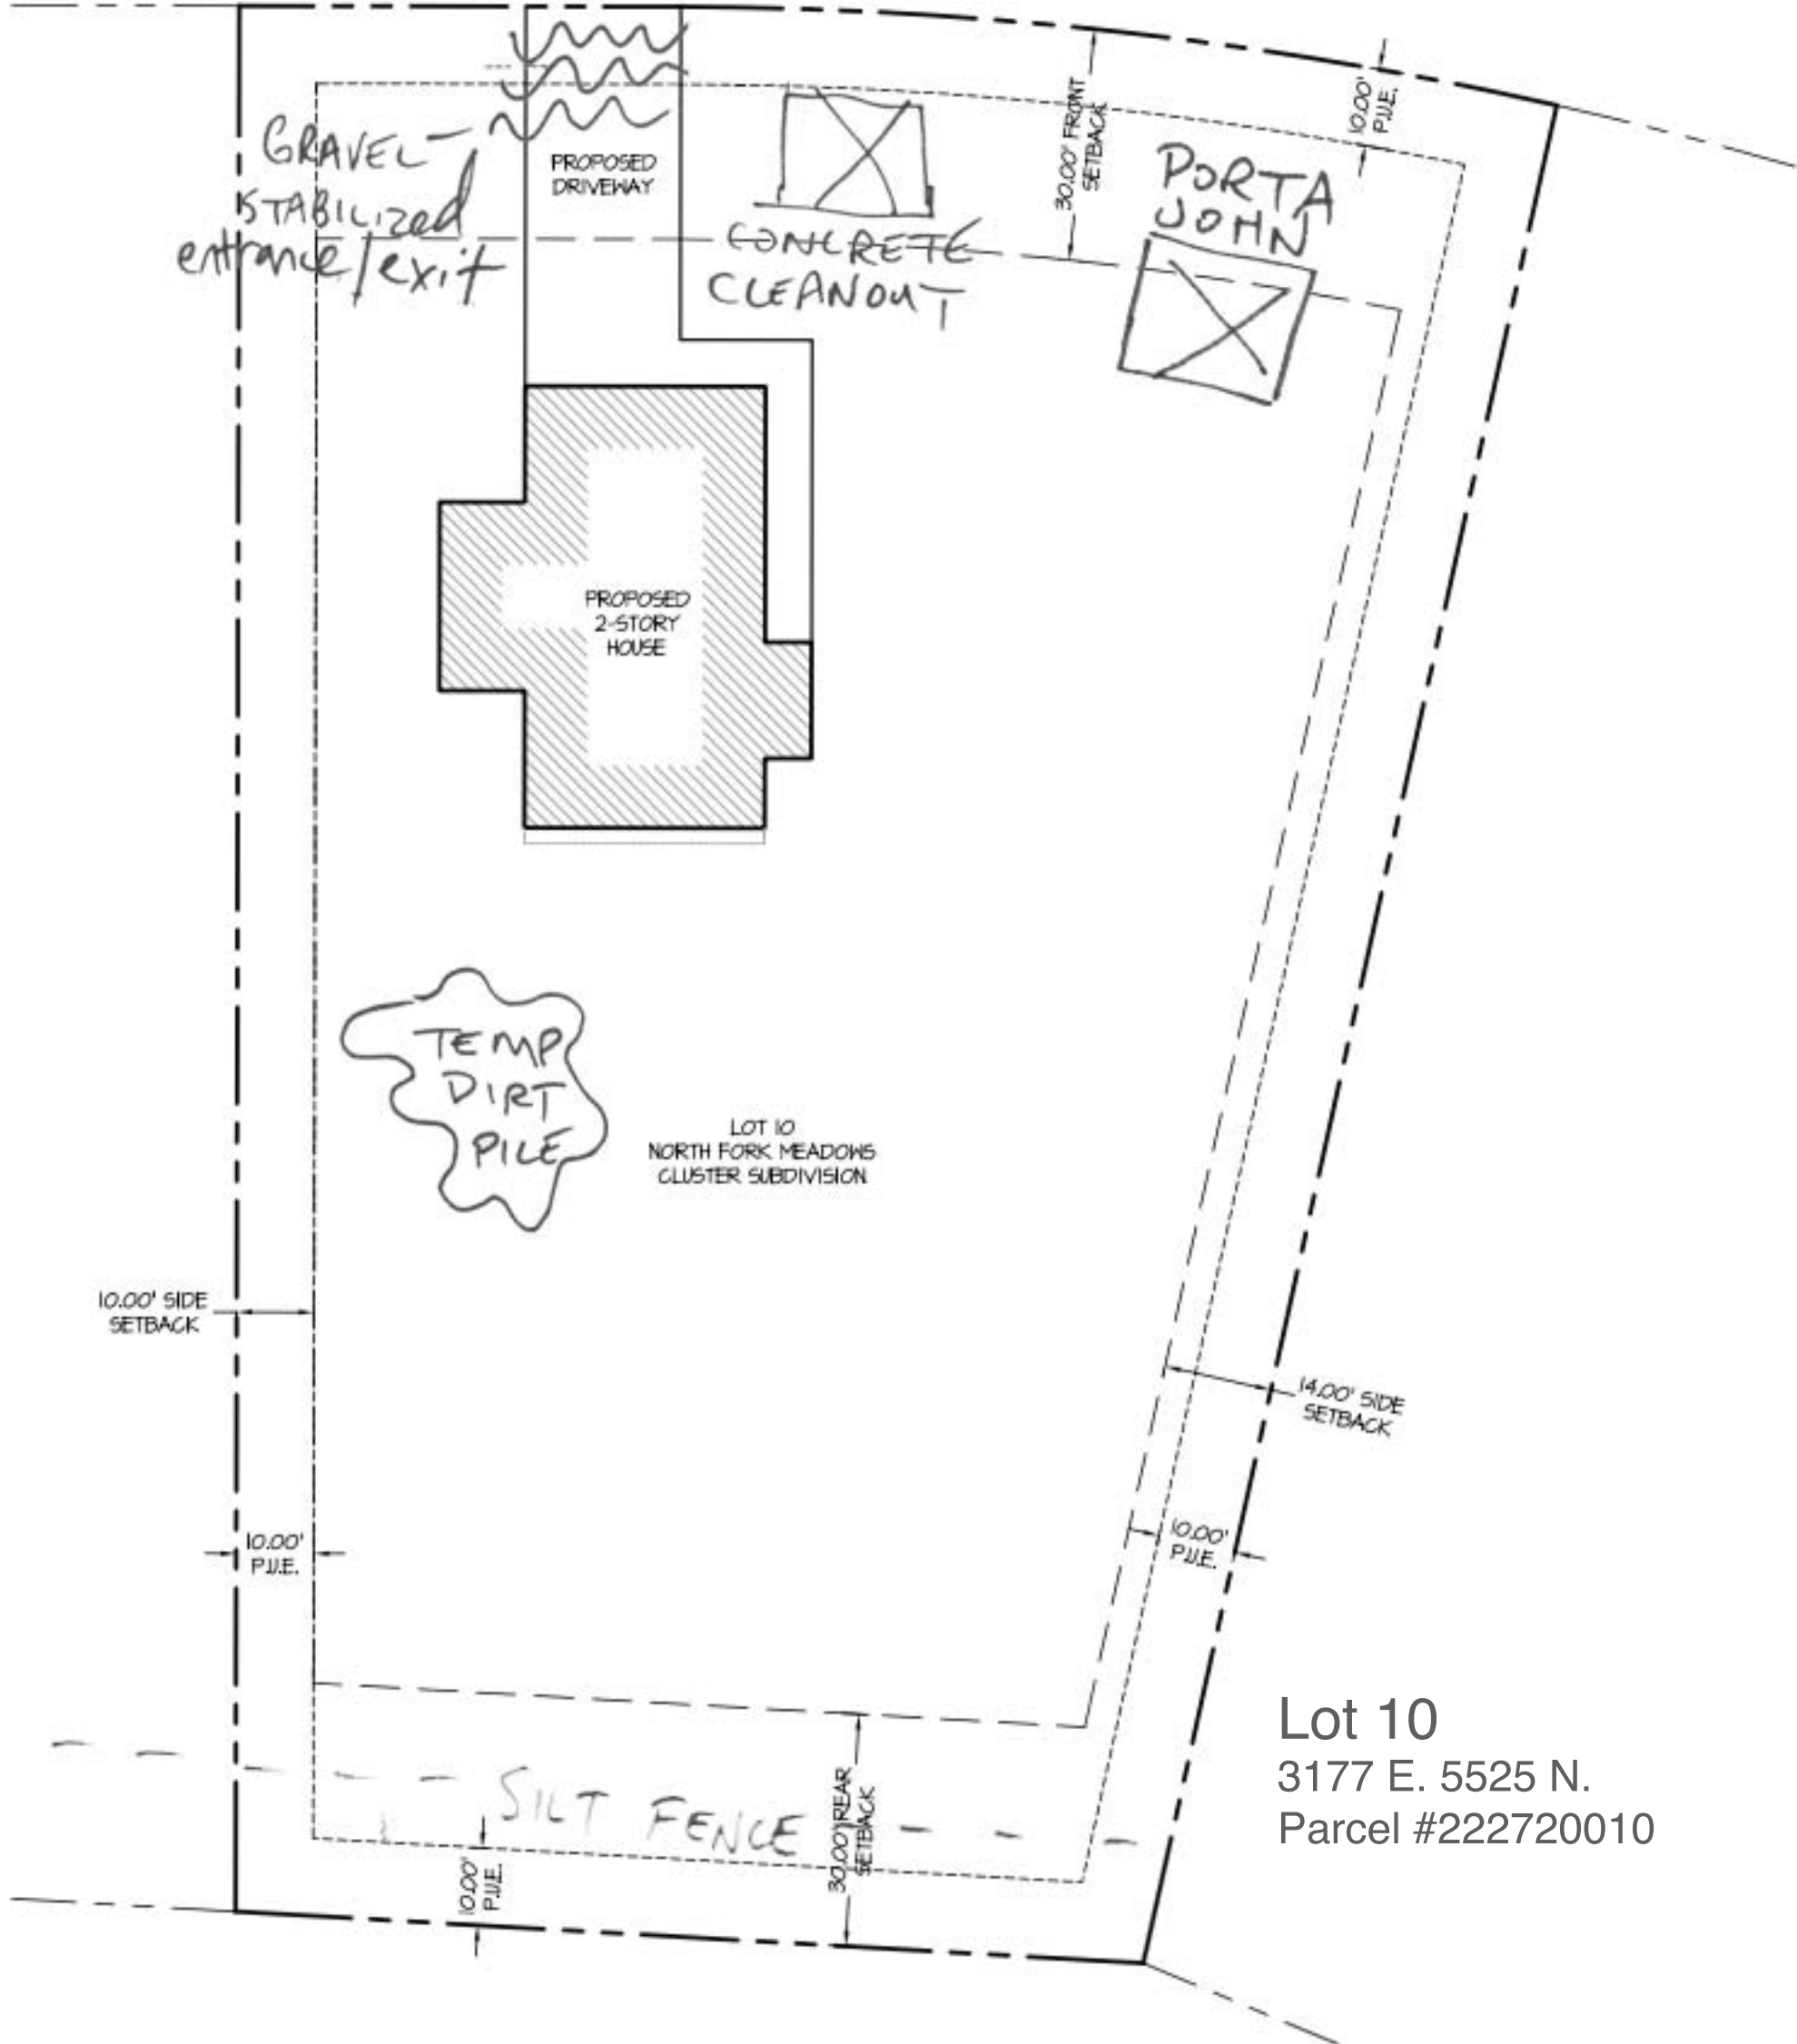 30.00' FRONT
SETBACK
10.00'
P.U.E.
GRAVEL -
STABILIZED
entrance/exit
PROPOSED
DRIVEWAY
CONCRETE
CLEANOUT
PORTA
JOHN
PROPOSED
2-STORY
HOUSE
TEMP
DIRT
PILE
LOT 10
NORTH FORK MEADOWS
CLUSTER SUBDIVISION
10.00' SIDE
SETBACK
14.00' SIDE
SETBACK
10.00'
P.U.E.
10.00'
P.U.E.
SILT FENCE
30.00' REAR
SETBACK
10.00'
P.U.E.
Lot 10
3177 E. 5525 N.
Parcel #222720010